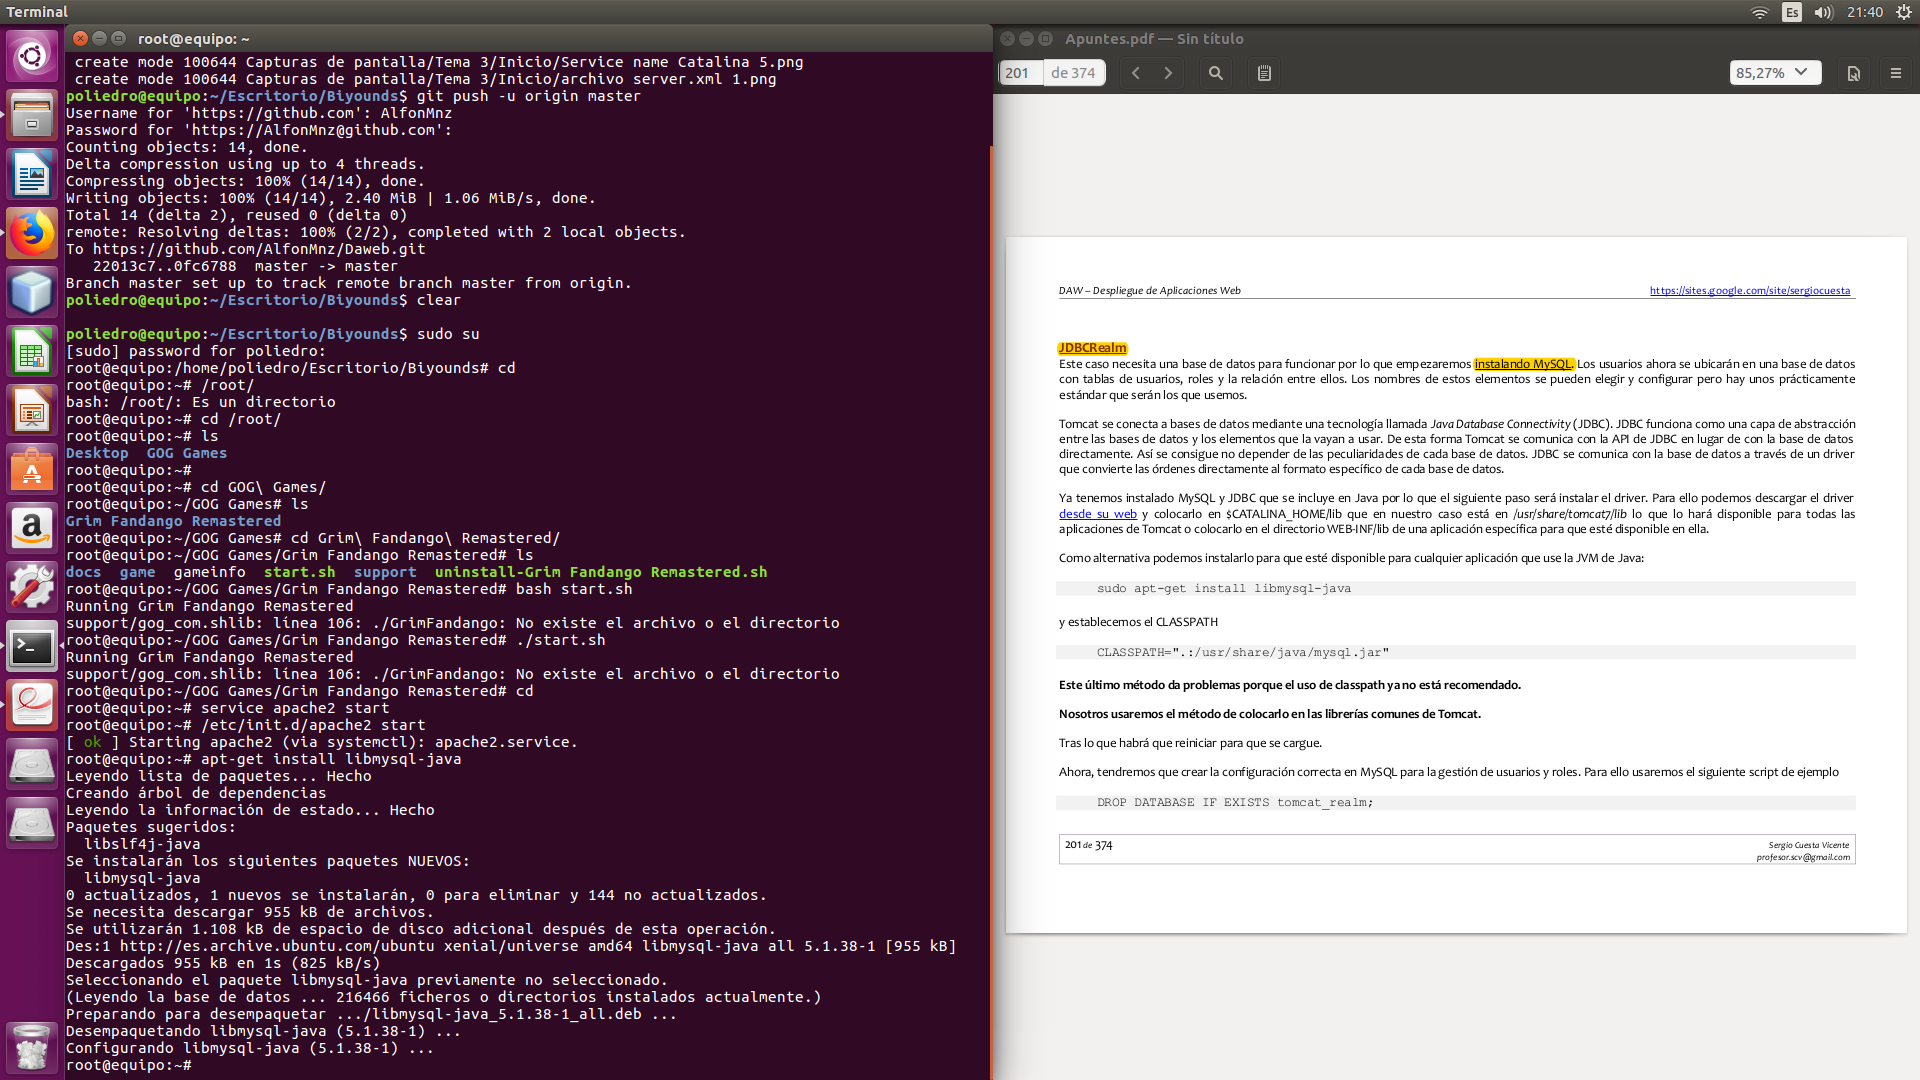 Terminal
Es
21:40
root@equipo: ~
create mode 100644 Capturas de pantalla/Tema 3/Inicio/Service name Catalina 5.png
create mode 100644 Capturas de pantalla/Tema 3/Inicio/archivo server.xml 1.png
poliedro@equipo:~/Escritorio/Biyounds$ git push -u origin master
Username for 'https://github.com': AlfonMnz
Password for 'https://AlfonMnz@github.com':
Counting objects: 14, done.
Delta compression using up to 4 threads.
Compressing objects: 100% (14/14), done.
Writing objects: 100% (14/14), 2.40 MiB | 1.06 MiB/s, done.
Total 14 (delta 2), reused 0 (delta 0)
remote: Resolving deltas: 100% (2/2), completed with 2 local objects.
To https://github.com/AlfonMnz/Daweb.git
22013c7..0fc6788  master -> master
Branch master set up to track remote branch master from origin.
poliedro@equipo:~/Escritorio/Biyounds$ clear
poliedro@equipo:~/Escritorio/Biyounds$ sudo su
[sudo] password for poliedro:
root@equipo:/home/poliedro/Escritorio/Biyounds# cd
root@equipo:~# /root/
bash: /root/: Es un directorio
root@equipo:~# cd /root/
root@equipo:~# ls
Desktop  GOG Games
root@equipo:~#
root@equipo:~# cd GOG\ Games/
root@equipo:~/GOG Games# ls
Grim Fandango Remastered
root@equipo:~/GOG Games# cd Grim\ Fandango\ Remastered/
root@equipo:~/GOG Games/Grim Fandango Remastered# ls
docs  game  gameinfo  start.sh  support  uninstall-Grim Fandango Remastered.sh
root@equipo:~/GOG Games/Grim Fandango Remastered# bash start.sh
Running Grim Fandango Remastered
support/gog_com.shlib: línea 106: ./GrimFandango: No existe el archivo o el directorio
root@equipo:~/GOG Games/Grim Fandango Remastered# ./start.sh
Running Grim Fandango Remastered
support/gog_com.shlib: línea 106: ./GrimFandango: No existe el archivo o el directorio
root@equipo:~/GOG Games/Grim Fandango Remastered# cd
root@equipo:~# service apache2 start
root@equipo:~# /etc/init.d/apache2 start
[ ok ] Starting apache2 (via systemctl): apache2.service.
root@equipo:~# apt-get install libmysql-java
Leyendo lista de paquetes... Hecho
Creando árbol de dependencias
Leyendo la información de estado... Hecho
Paquetes sugeridos:
libslf4j-java
Se instalarán los siguientes paquetes NUEVOS:
libmysql-java
0 actualizados, 1 nuevos se instalarán, 0 para eliminar y 144 no actualizados.
Se necesita descargar 955 kB de archivos.
Se utilizarán 1.108 kB de espacio de disco adicional después de esta operación.
Des:1 http://es.archive.ubuntu.com/ubuntu xenial/universe amd64 libmysql-java all 5.1.38-1 [955 kB]
Descargados 955 kB en 1s (825 kB/s)
Seleccionando el paquete libmysql-java previamente no seleccionado.
(Leyendo la base de datos ... 216466 ficheros o directorios instalados actualmente.)
Preparando para desempaquetar .../libmysql-java_5.1.38-1_all.deb ...
Desempaquetando libmysql-java (5.1.38-1) ...
Configurando libmysql-java (5.1.38-1) ...
root@equipo:~#
Apuntes.pdf — Sin título
201 de 374
85,27%
DAW – Despliegue de Aplicaciones Web
https://sites.google.com/site/sergiocuesta
JDBCRealm
Este caso necesita una base de datos para funcionar por lo que empezaremos instalando MySQL. Los usuarios ahora se ubicarán en una base de datos
con tablas de usuarios, roles y la relación entre ellos. Los nombres de estos elementos se pueden elegir y configurar pero hay unos prácticamente
estándar que serán los que usemos.
Tomcat se conecta a bases de datos mediante una tecnología llamada Java Database Connectivity (JDBC). JDBC funciona como una capa de abstracción
entre las bases de datos y los elementos que la vayan a usar. De esta forma Tomcat se comunica con la API de JDBC en lugar de con la base de datos
directamente. Así se consigue no depender de las peculiaridades de cada base de datos. JDBC se comunica con la base de datos a través de un driver
que convierte las órdenes directamente al formato específico de cada base de datos.
Ya tenemos instalado MySQL y JDBC que se incluye en Java por lo que el siguiente paso será instalar el driver. Para ello podemos descargar el driver
desde su web y colocarlo en $CATALINA_HOME/lib que en nuestro caso está en /usr/share/tomcat7/lib lo que lo hará disponible para todas las
aplicaciones de Tomcat o colocarlo en el directorio WEB-INF/lib de una aplicación específica para que esté disponible en ella.
Como alternativa podemos instalarlo para que esté disponible para cualquier aplicación que use la JVM de Java:
sudo apt-get install libmysql-java
y establecemos el CLASSPATH
CLASSPATH=".:/usr/share/java/mysql.jar"
Este último método da problemas porque el uso de classpath ya no está recomendado.
Nosotros usaremos el método de colocarlo en las librerías comunes de Tomcat.
Tras lo que habrá que reiniciar para que se cargue.
Ahora, tendremos que crear la configuración correcta en MySQL para la gestión de usuarios y roles. Para ello usaremos el siguiente script de ejemplo
DROP DATABASE IF EXISTS tomcat_realm;
201 de 374
Sergio Cuesta Vicente
profesor.scv@gmail.com